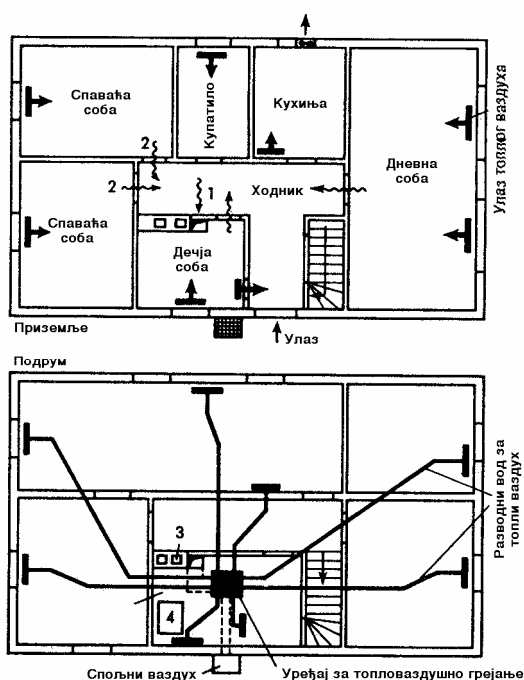 Спаваћа
соба
Купатило
Кухиња
Дневна
соба
Улаз топлог ваздуха
2
2
1
Ходник
Спаваћа
соба
Дечја
соба
Приземље
Улаз
Подрум
Разводни вод за
топли ваздух
3
4
Спољни ваздух
Уређај за топловаздушно грејање